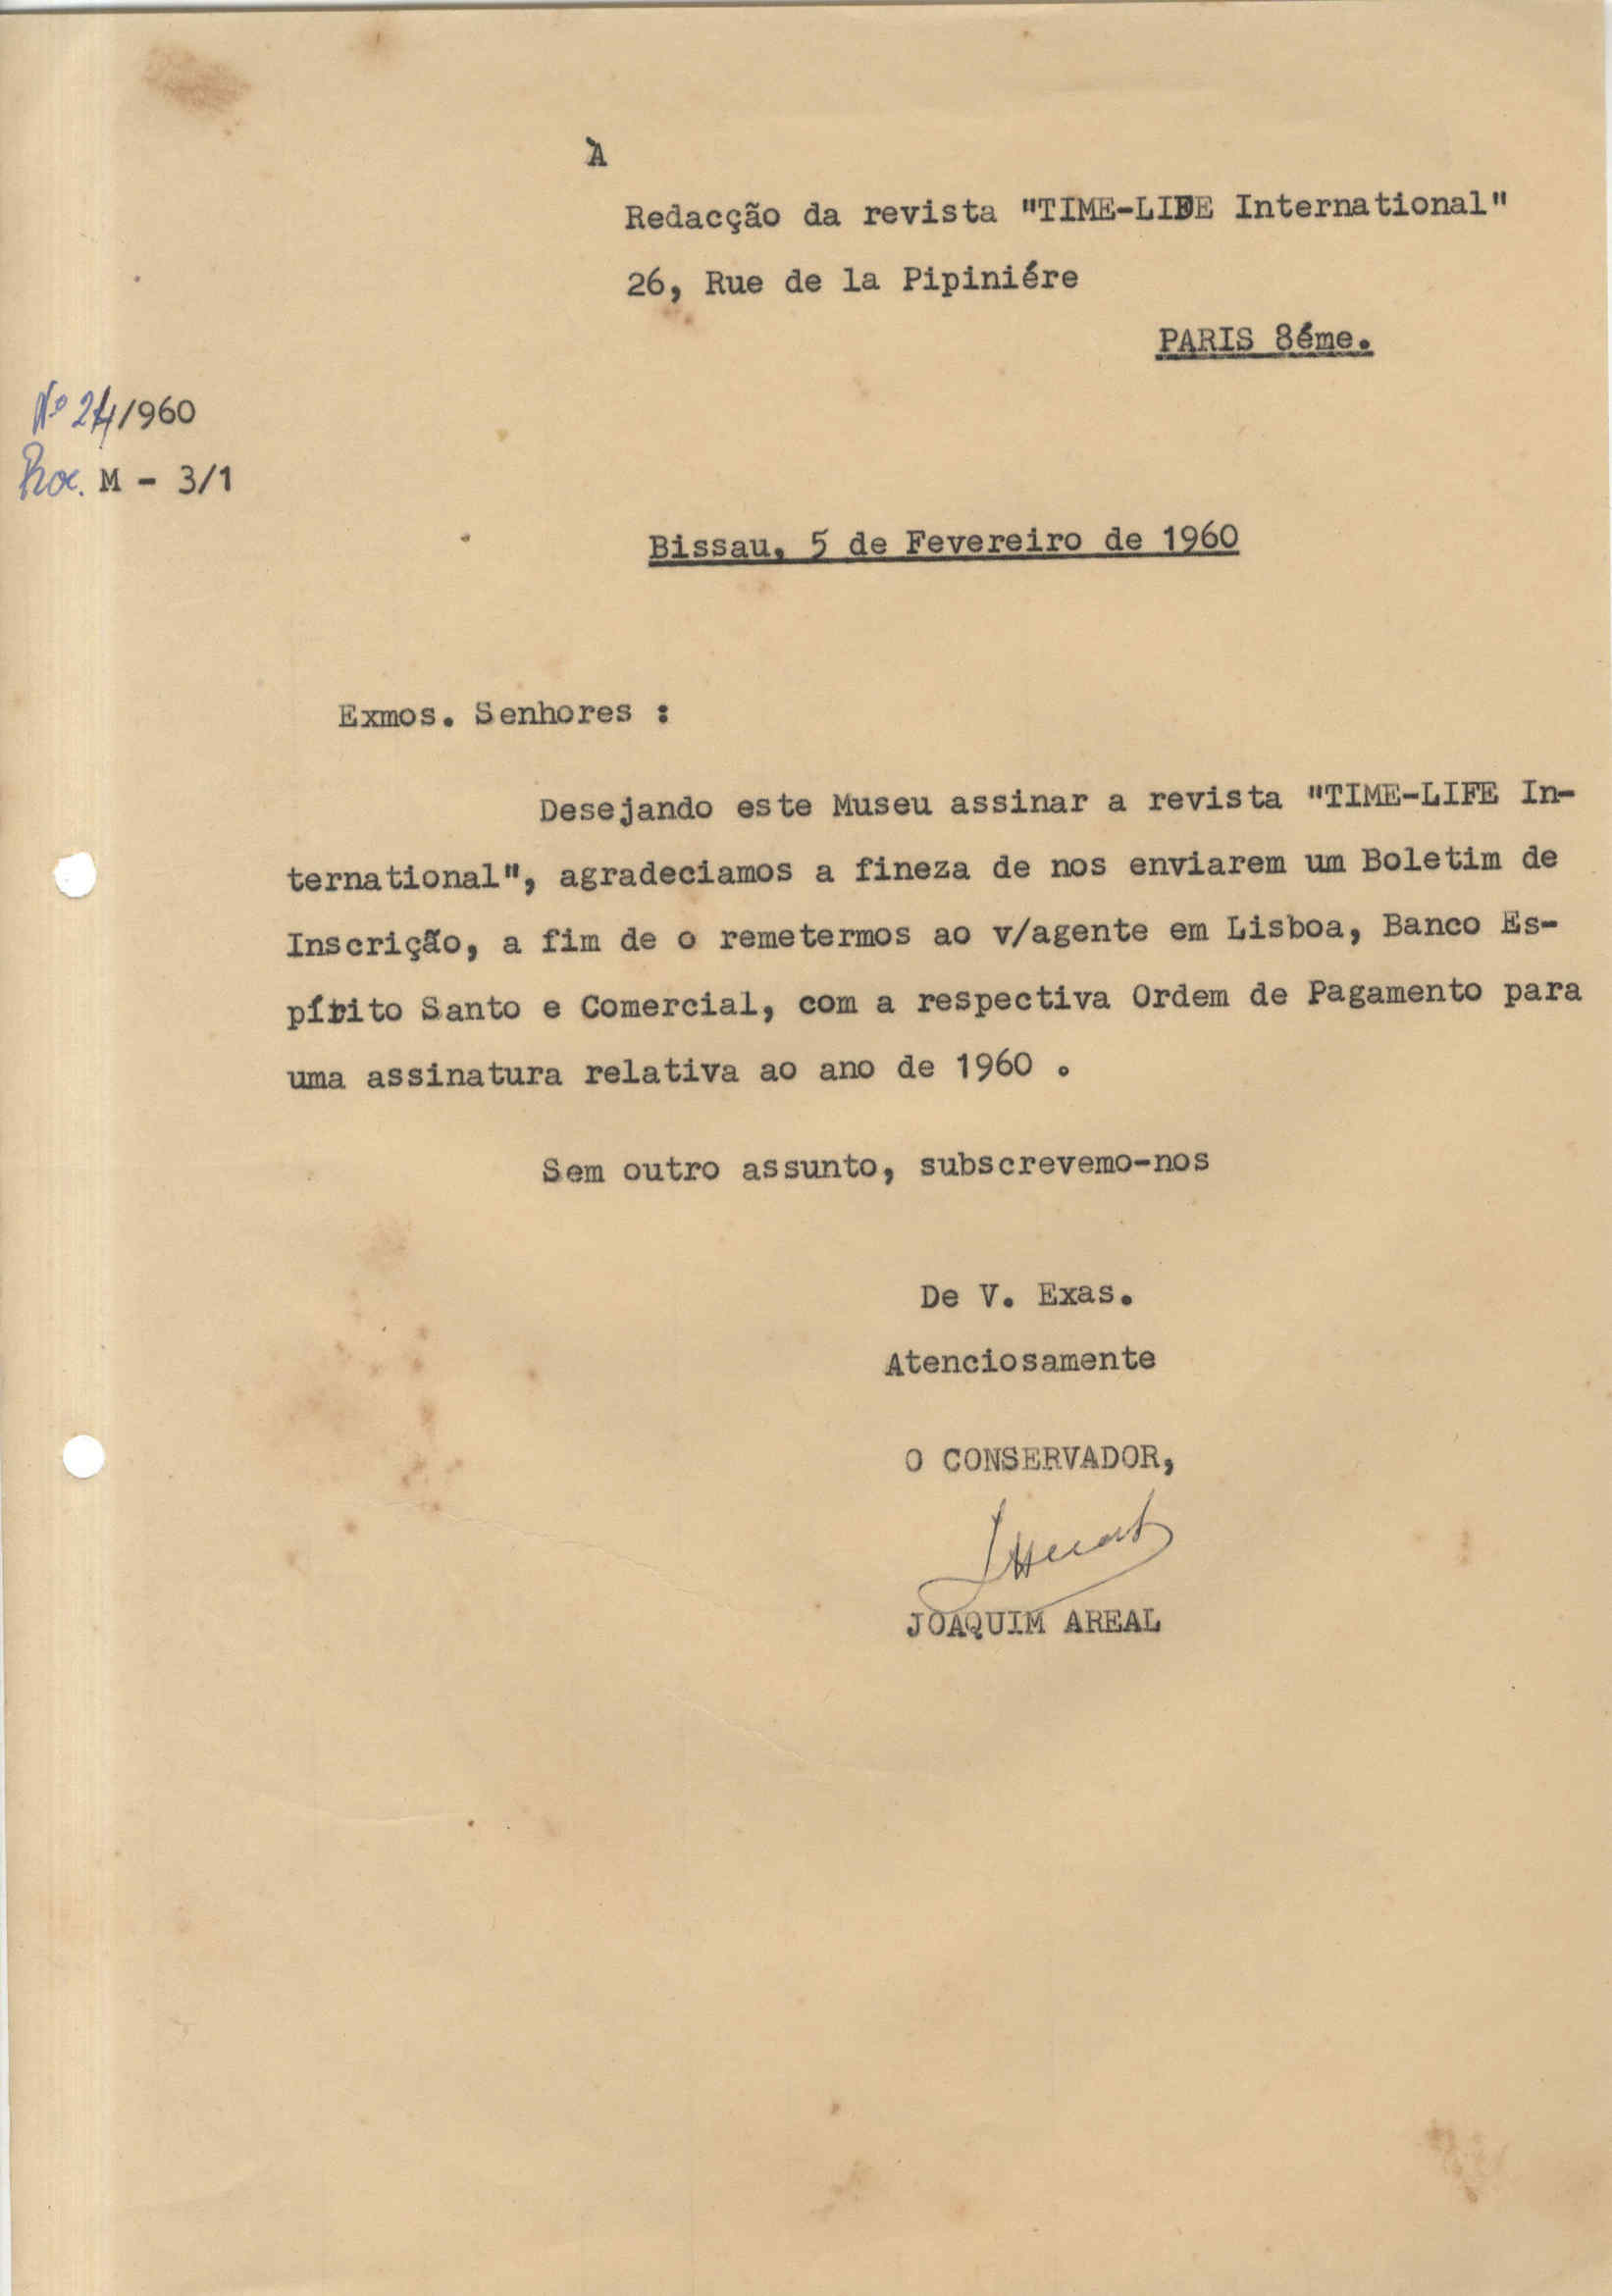 À
Redacção da revista "TIME-LIFE International"
26, Rue de la Pipiniére
PARIS 8éme.
Nº 24/960
Proc. M - 3/1
Bissau, 5 de Fevereiro de 1960
Exmos. Senhores :
Desejando este Museu assinar a revista "TIME-LIFE In-
ternational", agradeciamos a fineza de nos enviarem um Boletim de
Inscrição, a fim de o remetermos ao v/agente em Lisboa, Banco Es-
pírito Santo e Comercial, com a respectiva Ordem de Pagamento para
uma assinatura relativa ao ano de 1960 .
Sem outro assunto, subscrevemo-nos
De V. Exas.
Atenciosamente
O CONSERVADOR,
JOAQUIM AREAL